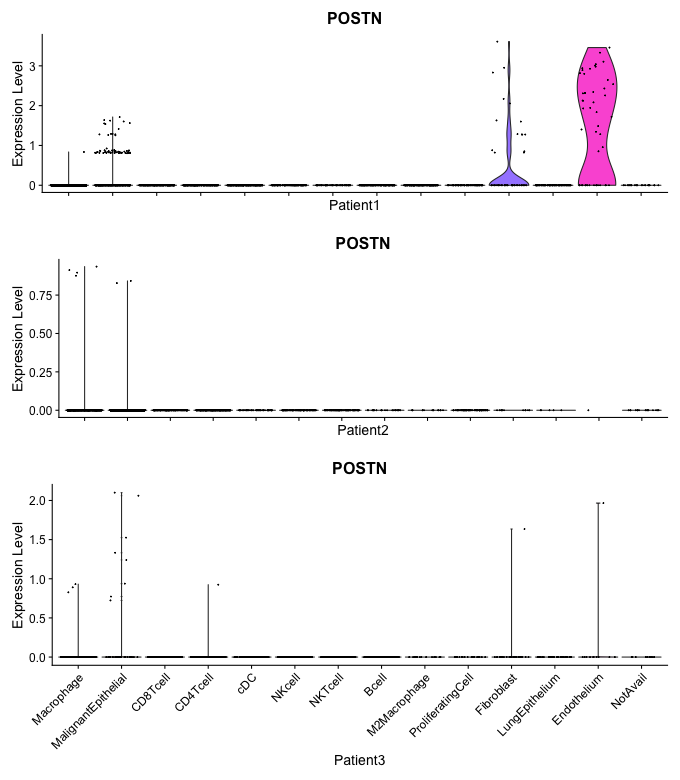 POSTN
Expression Level
3
2
1
0
Patient1
POSTN
Expression Level
0.75
0.50
0.25
0.00
Patient2
POSTN
Expression Level
2.0
1.5
1.0
0.5
0.0
Macrophage
MalignantEpithelial
CD8Tcell
CD4Tcell
cDC
NKcell
NKTcell
Bcell
M2Macrophage
ProliferatingCell
Fibroblast
LungEpithelium
Endothelium
NotAvail
Patient3